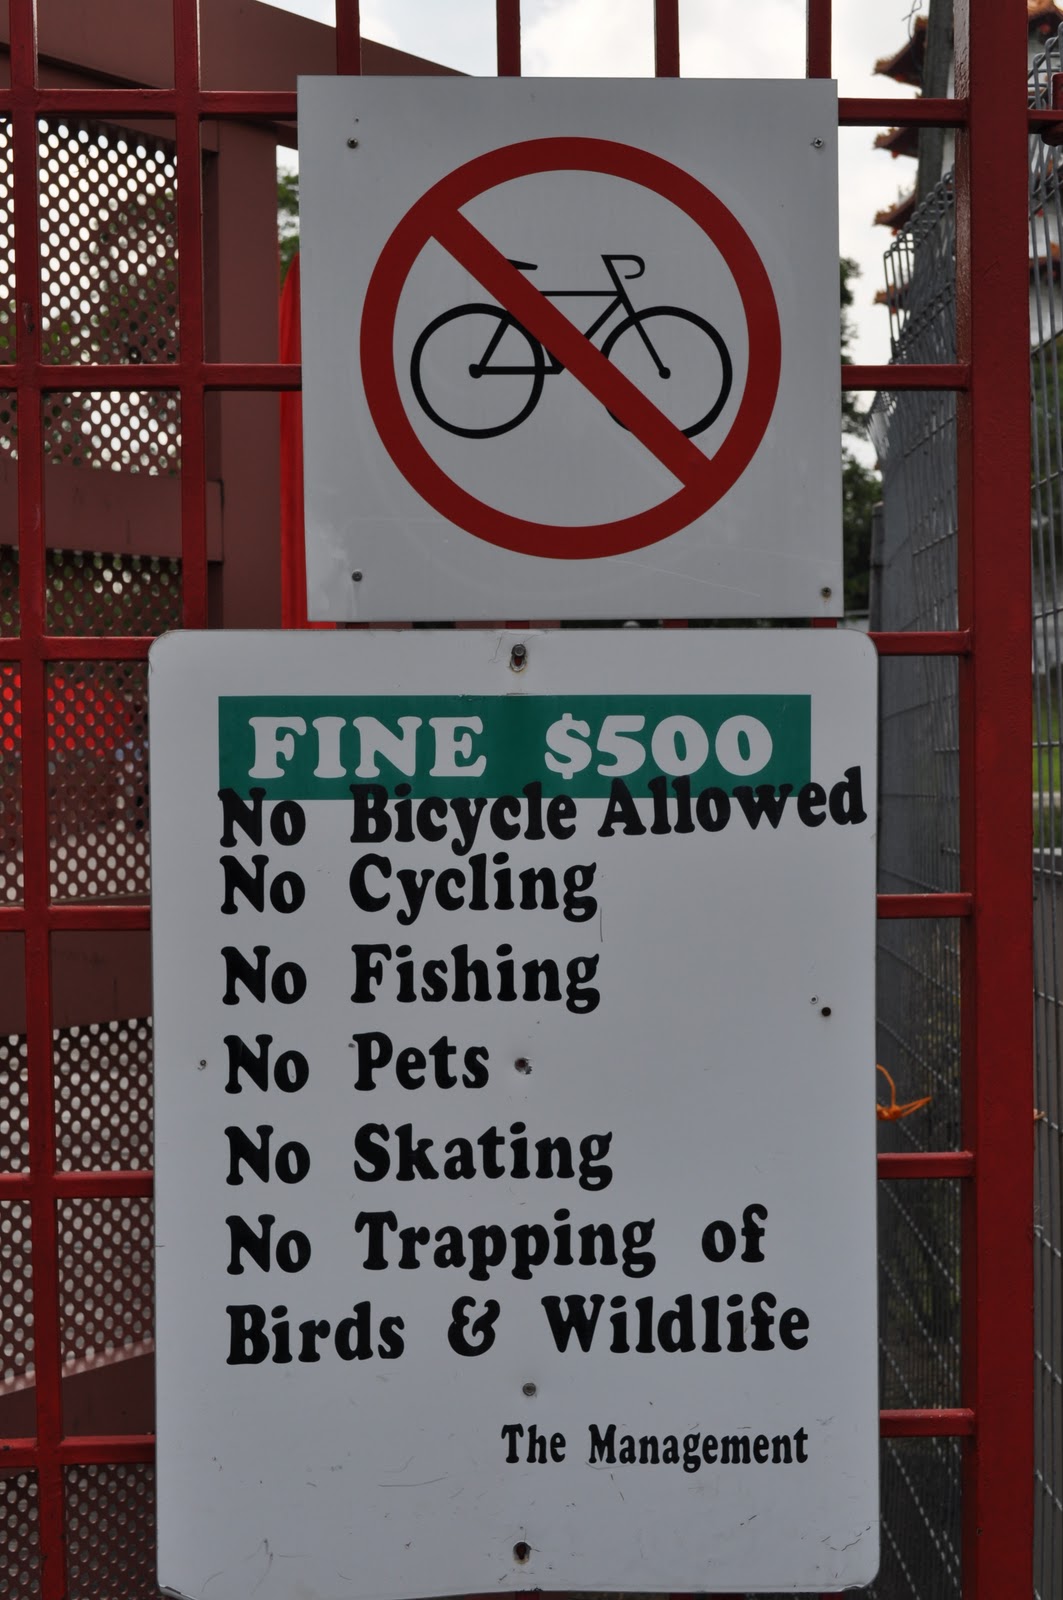 FINE $500
No Bicycle Allowed
No Cycling
No Fishing
No Pets
No Skating
No Trapping of
Birds & Wildlife
The Management